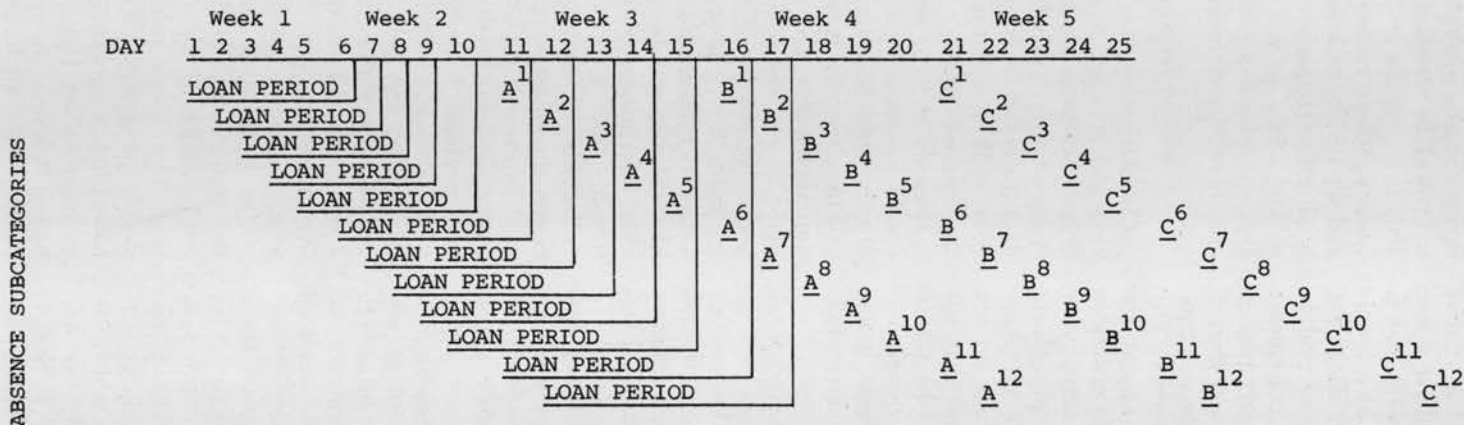 Week 1 Week 2 Week 3 Week 4 Week 5
DAY 1 2 3 4 5 6 7 8 9 10 11 12 13 14 15 16 17 18 19 20 21 22 23 24 25
LOAN PERIOD A1 B1 C1
LOAN PERIOD A2 B2 C2
LOAN PERIOD A3 B3 C3
LOAN PERIOD A4 B4 C4
LOAN PERIOD A5 B5 C5
LOAN PERIOD A6 B6 C6
LOAN PERIOD A7 B7 C7
LOAN PERIOD A8 B8 C8
LOAN PERIOD A9 B9 C9
LOAN PERIOD A10 B10 C10
LOAN PERIOD A11 B11 C11
LOAN PERIOD A12 B12 C12
ABSENCE SUBCATEGORIES